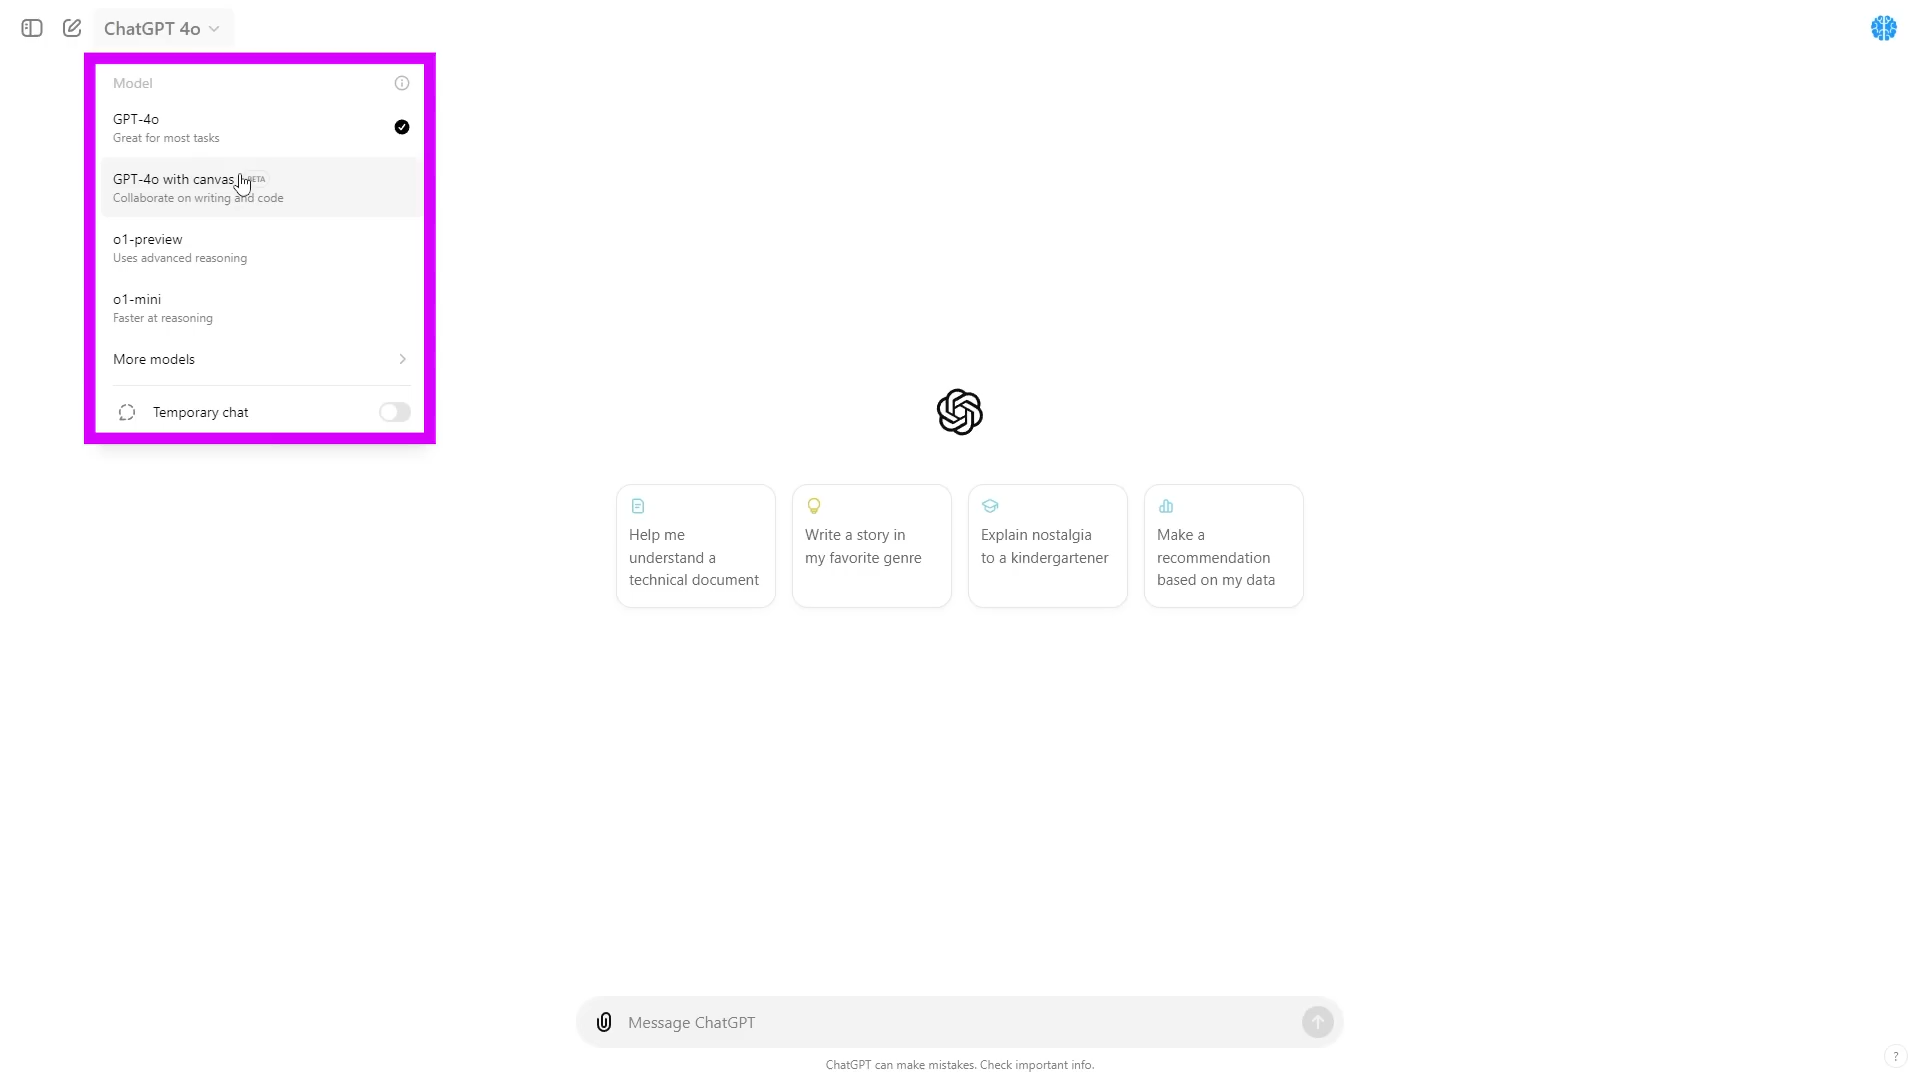 ChatGPT 4o
Model
GPT-4o
Great for most tasks
GPT-4o with canvas
Collaborate on writing and code
o1-preview
Uses advanced reasoning
o1-mini
Faster at reasoning
More models
Temporary chat
Help me
understand a
technical document
Write a story in
my favorite genre
Explain nostalgia
to a kindergartener
Make a
recommendation
based on my data
Message ChatGPT
ChatGPT can make mistakes. Check important info.
?